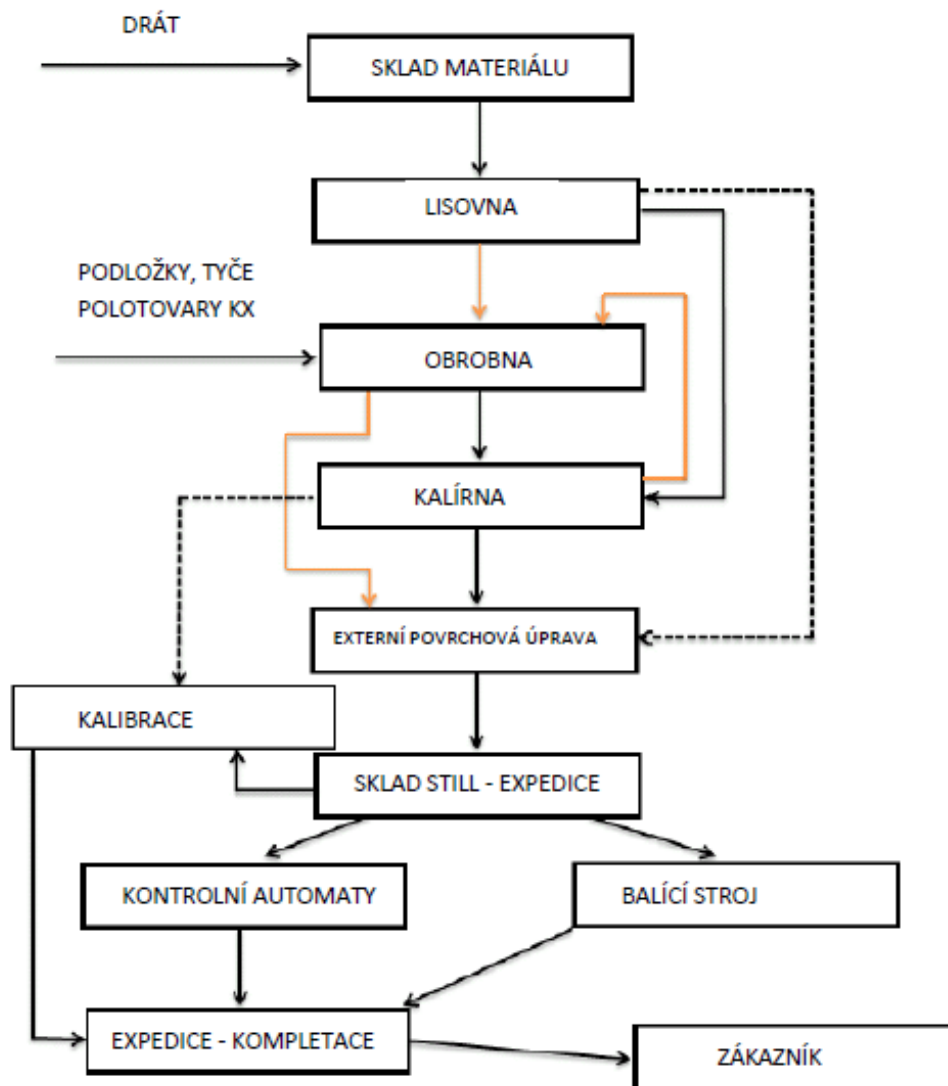 DRÁT
SKLAD MATERIÁLU
LISOVNA
PODLOŽKY, TYČE
POLOTOVARY KX
OBROBNA
KALÍRNA
EXTERNÍ POVRCHOVÁ ÚPRAVA
KALIBRACE
SKLAD STILL - EXPEDICE
KONTROLNÍ AUTOMATY
BALÍCÍ STROJ
EXPEDICE - KOMPLETACE
ZÁKAZNÍK